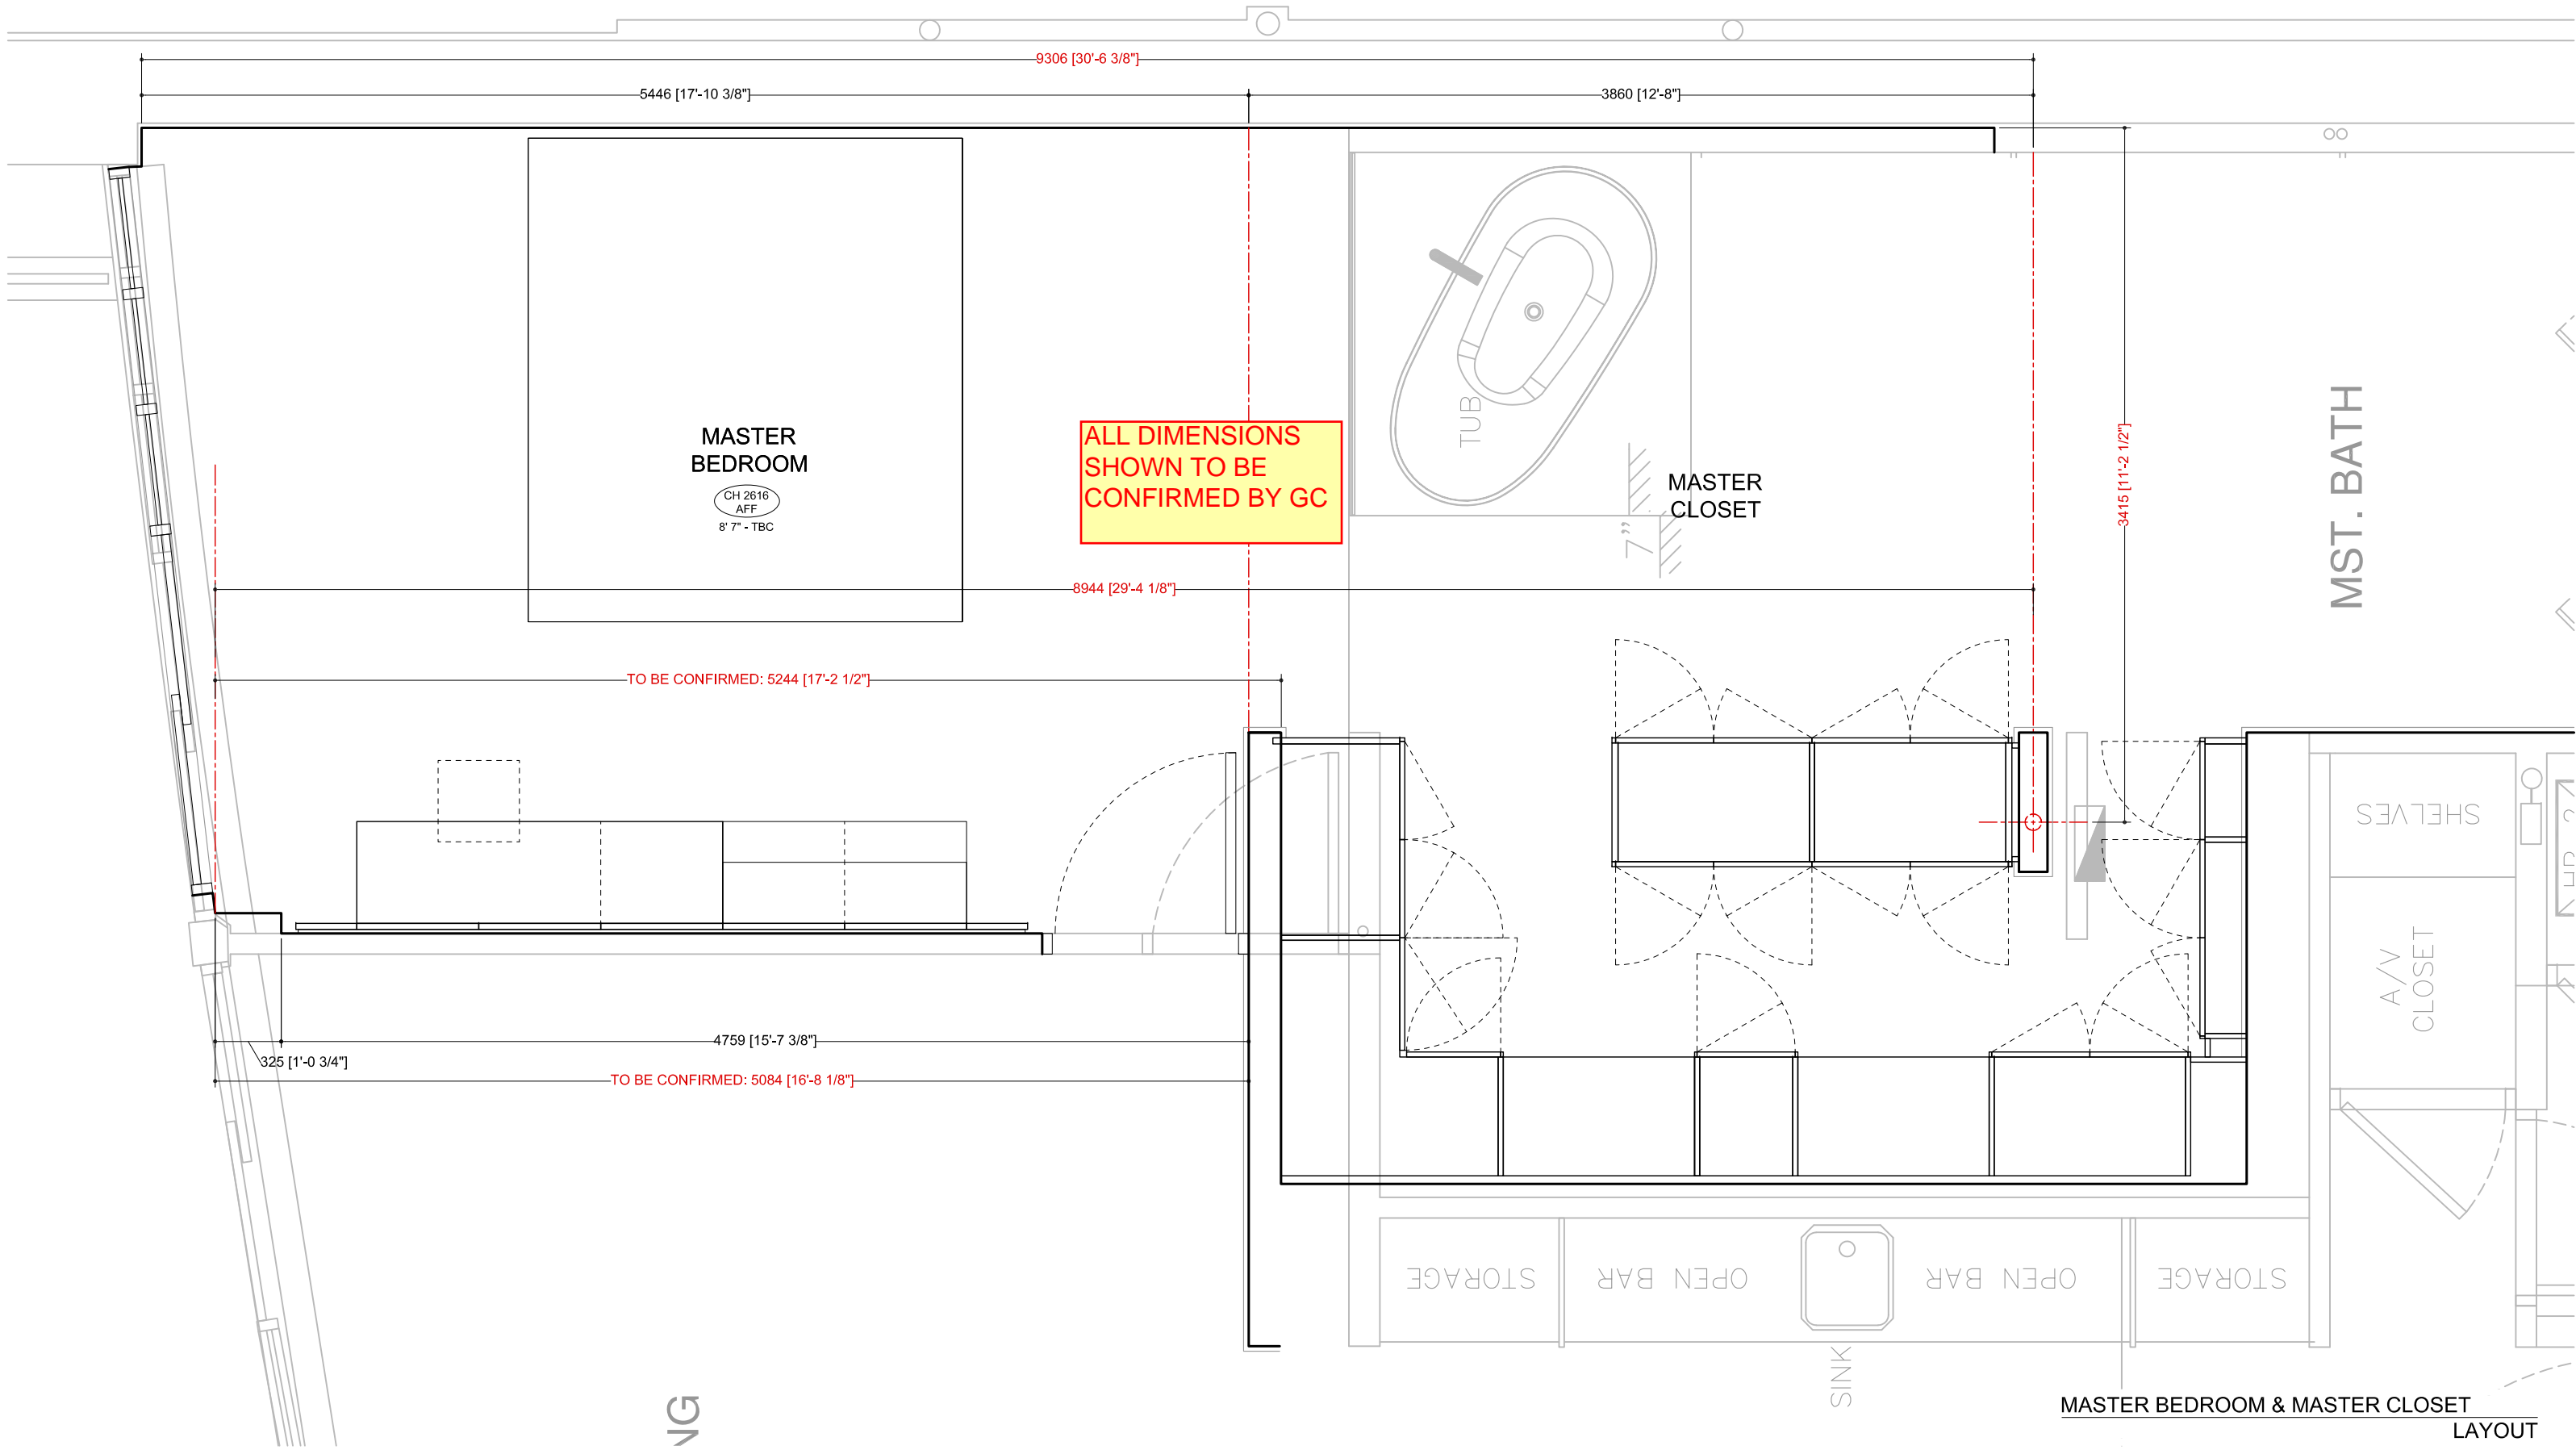 9306 [30'-6 3/8"]
5446 [17'-10 3/8"]
3860 [12'-8"]
MASTER
BEDROOM
CH 2616
AFF
8' 7" - TBC
ALL DIMENSIONS
SHOWN TO BE
CONFIRMED BY GC
TUB
7"
MASTER
CLOSET
3415 [11'-2 1/2"]
MST. BATH
8944 [29'-4 1/8"]
TO BE CONFIRMED: 5244 [17'-2 1/2"]
SHELVES
A/V
CLOSET
4759 [15'-7 3/8"]
325 [1'-0 3/4"]
TO BE CONFIRMED: 5084 [16'-8 1/8"]
STORAGE
OPEN BAR
OPEN BAR
STORAGE
SINK
NG
MASTER BEDROOM & MASTER CLOSET
LAYOUT